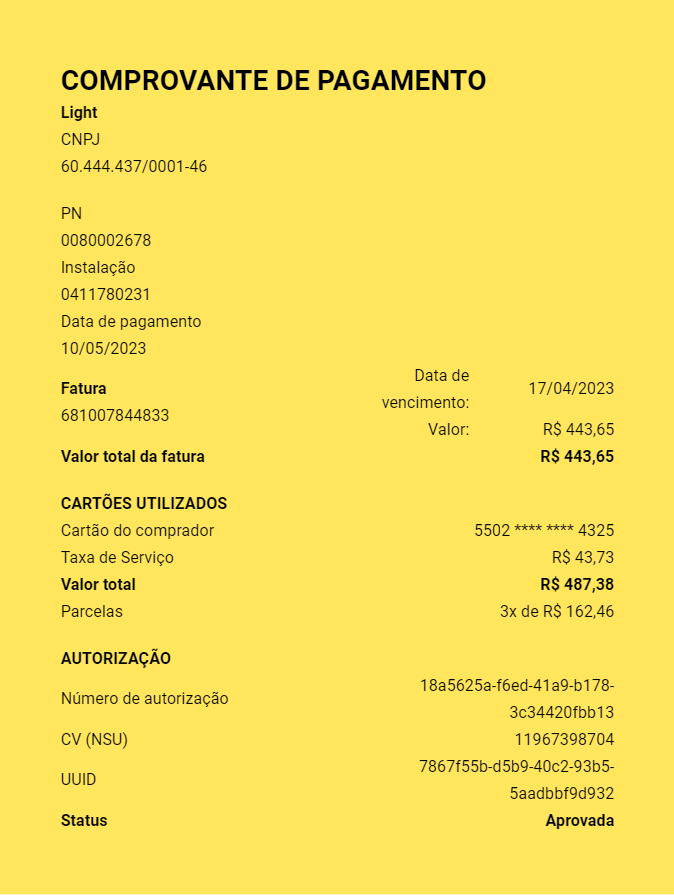 COMPROVANTE DE PAGAMENTO
Light
CNPJ
60.444.437/0001-46
PN
0080002678
Instalação
0411780231
Data de pagamento
10/05/2023
Fatura
681007844833
Data de
vencimento:
17/04/2023
Valor: R$ 443,65
Valor total da fatura R$ 443,65
CARTÕES UTILIZADOS
Cartão do comprador 5502 **** **** 4325
Taxa de Serviço R$ 43,73
Valor total R$ 487,38
Parcelas 3x de R$ 162,46
AUTORIZAÇÃO
Número de autorização
18a5625a-f6ed-41a9-b178-
3c34420fbb13
CV (NSU) 11967398704
UUID
7867f55b-d5b9-40c2-93b5-
5aadbbf9d932
Status Aprovada